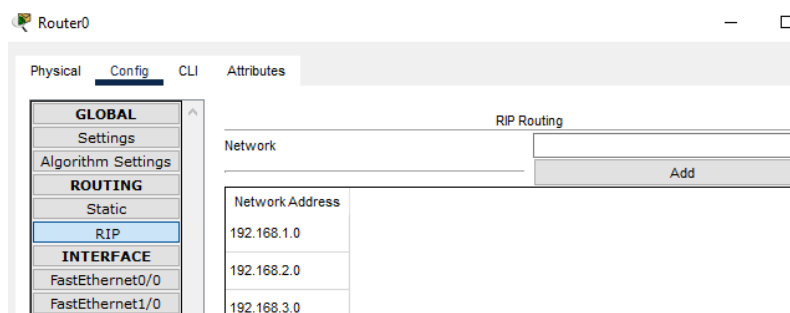 Router0
Physical Config CLI Attributes
GLOBAL
Settings
Algorithm Settings
ROUTING
Static
RIP
INTERFACE
FastEthernet0/0
FastEthernet1/0
RIP Routing
Network
Add
Network Address
192.168.1.0
192.168.2.0
192.168.3.0